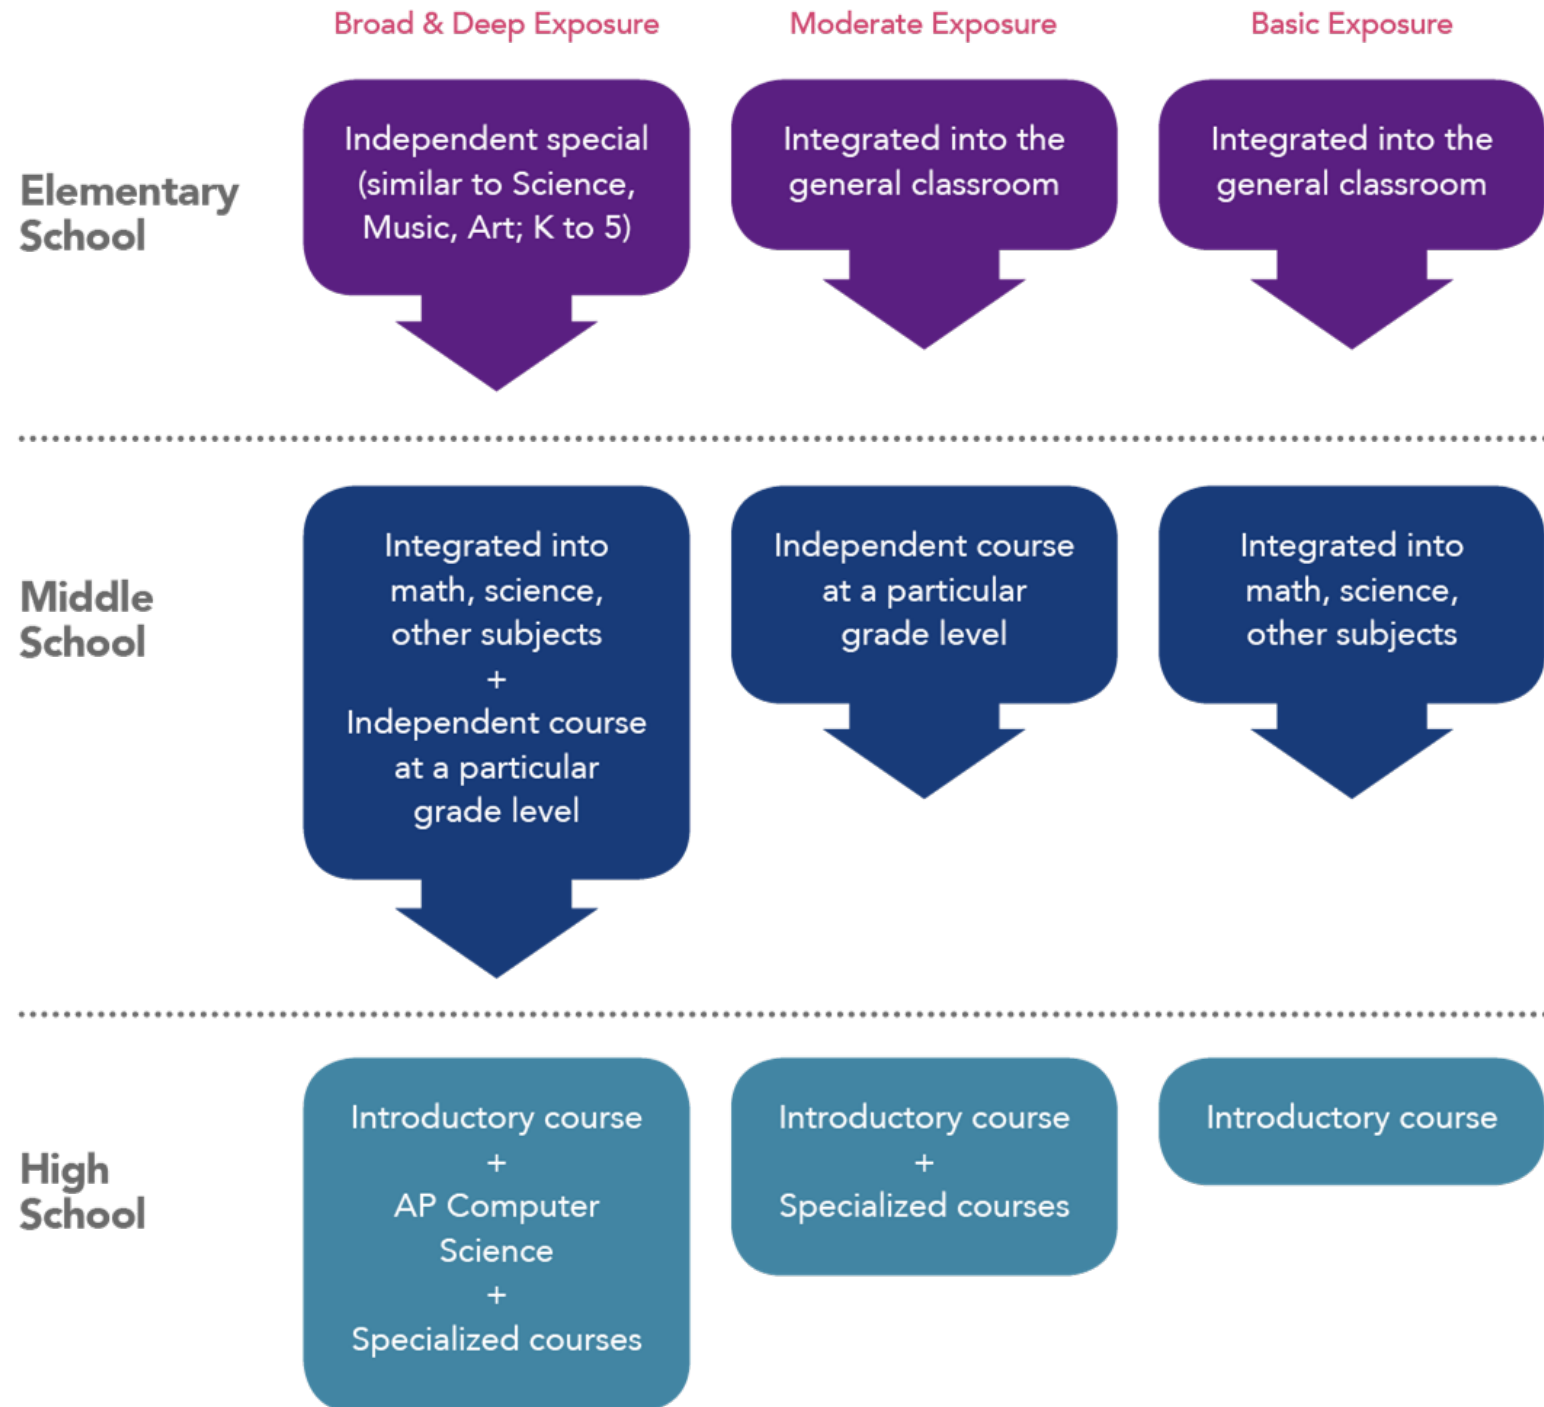 Broad & Deep Exposure
Moderate Exposure
Basic Exposure
Elementary
School
Independent special
(similar to Science,
Music, Art; K to 5)
Integrated into the
general classroom
Integrated into the
general classroom
Middle
School
Integrated into
math, science,
other subjects
+
Independent course
at a particular
grade level
Independent course
at a particular
grade level
Integrated into
math, science,
other subjects
High
School
Introductory course
+
AP Computer
Science
+
Specialized courses
Introductory course
+
Specialized courses
Introductory course